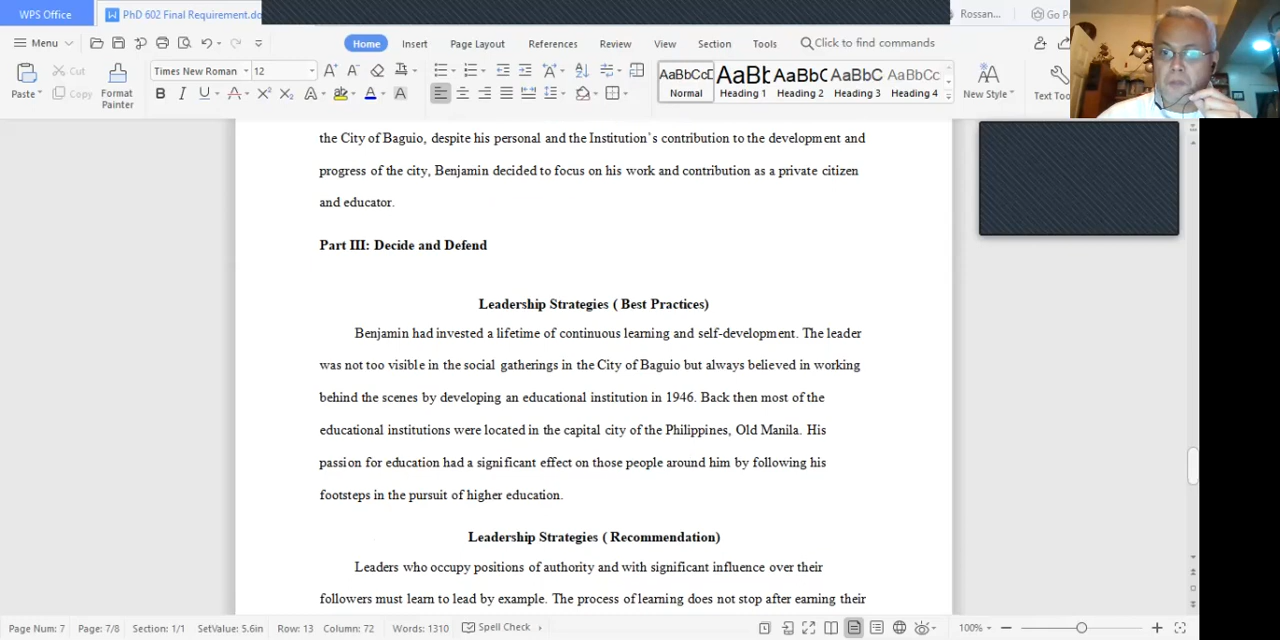 WPS Office
PhD 602 Final Requirement.do
Rossan...
Go P
Menu
Home
Insert
Page Layout
References
Review
View
Section
Tools
Click to find commands
Paste
Cut
Copy
Format
Painter
Times New Roman
12
AaBbCcD
Normal
AaBb
Heading 1
AaBbC
Heading 2
AaBbCc
Heading 3
AaBbCc
Heading 4
New Style
Text Too
the City of Baguio, despite his personal and the Institution's contribution to the development and
progress of the city, Benjamin decided to focus on his work and contribution as a private citizen
and educator.
Part III: Decide and Defend
Leadership Strategies ( Best Practices)
Benjamin had invested a lifetime of continuous learning and self-development. The leader
was not too visible in the social gatherings in the City of Baguio but always believed in working
behind the scenes by developing an educational institution in 1946. Back then most of the
educational institutions were located in the capital city of the Philippines, Old Manila. His
passion for education had a significant effect on those people around him by following his
footsteps in the pursuit of higher education.
Leadership Strategies ( Recommendation)
Leaders who occupy positions of authority and with significant influence over their
followers must learn to lead by example. The process of learning does not stop after earning their
Page Num: 7
Page: 7/8
Section: 1/1
SetValue: 5.6in
Row: 13
Column: 72
Words: 1310
Spell Check
100%